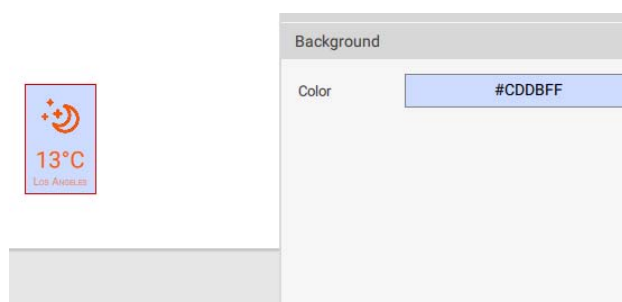 Background
Color
#CDDBFF
13°C
Los Angeles